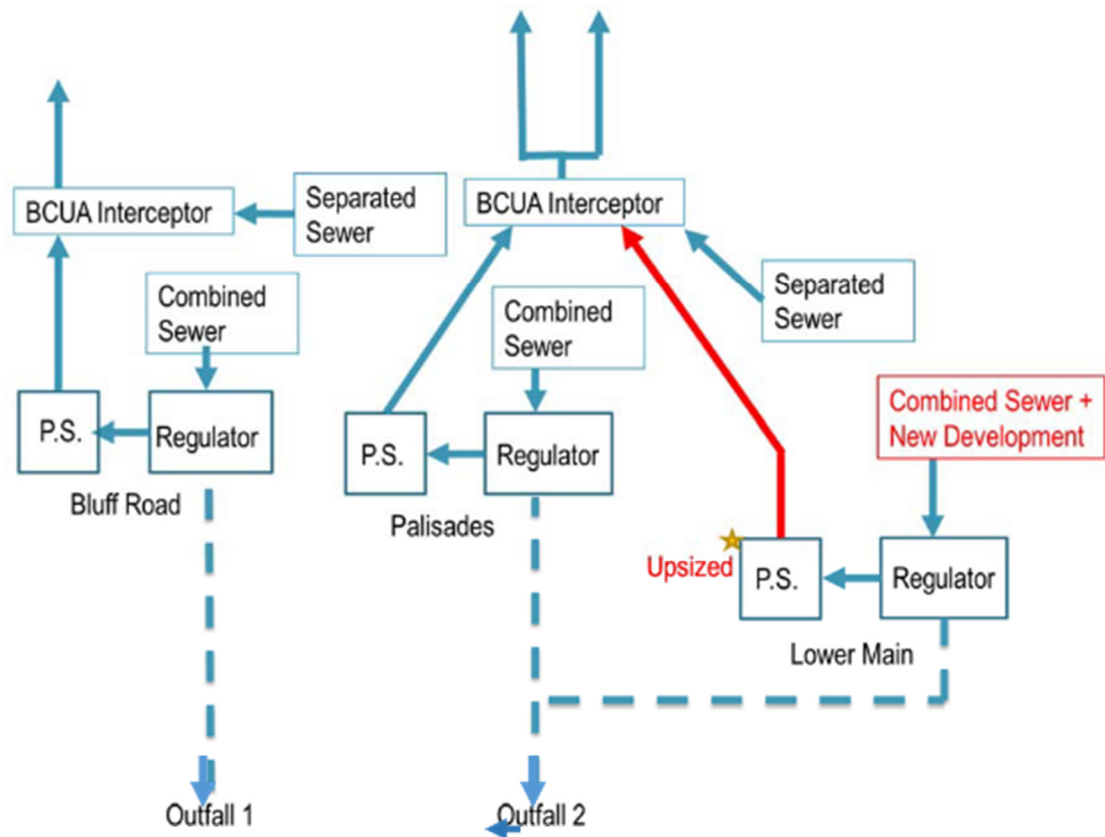 BCUA Interceptor
Separated
Sewer
Combined
Sewer
P.S.
Regulator
Bluff Road
Outfall 1
BCUA Interceptor
Separated
Sewer
Combined
Sewer
P.S.
Regulator
Palisades
Outfall 2
Combined Sewer +
New Development
Upsized
P.S.
Regulator
Lower Main